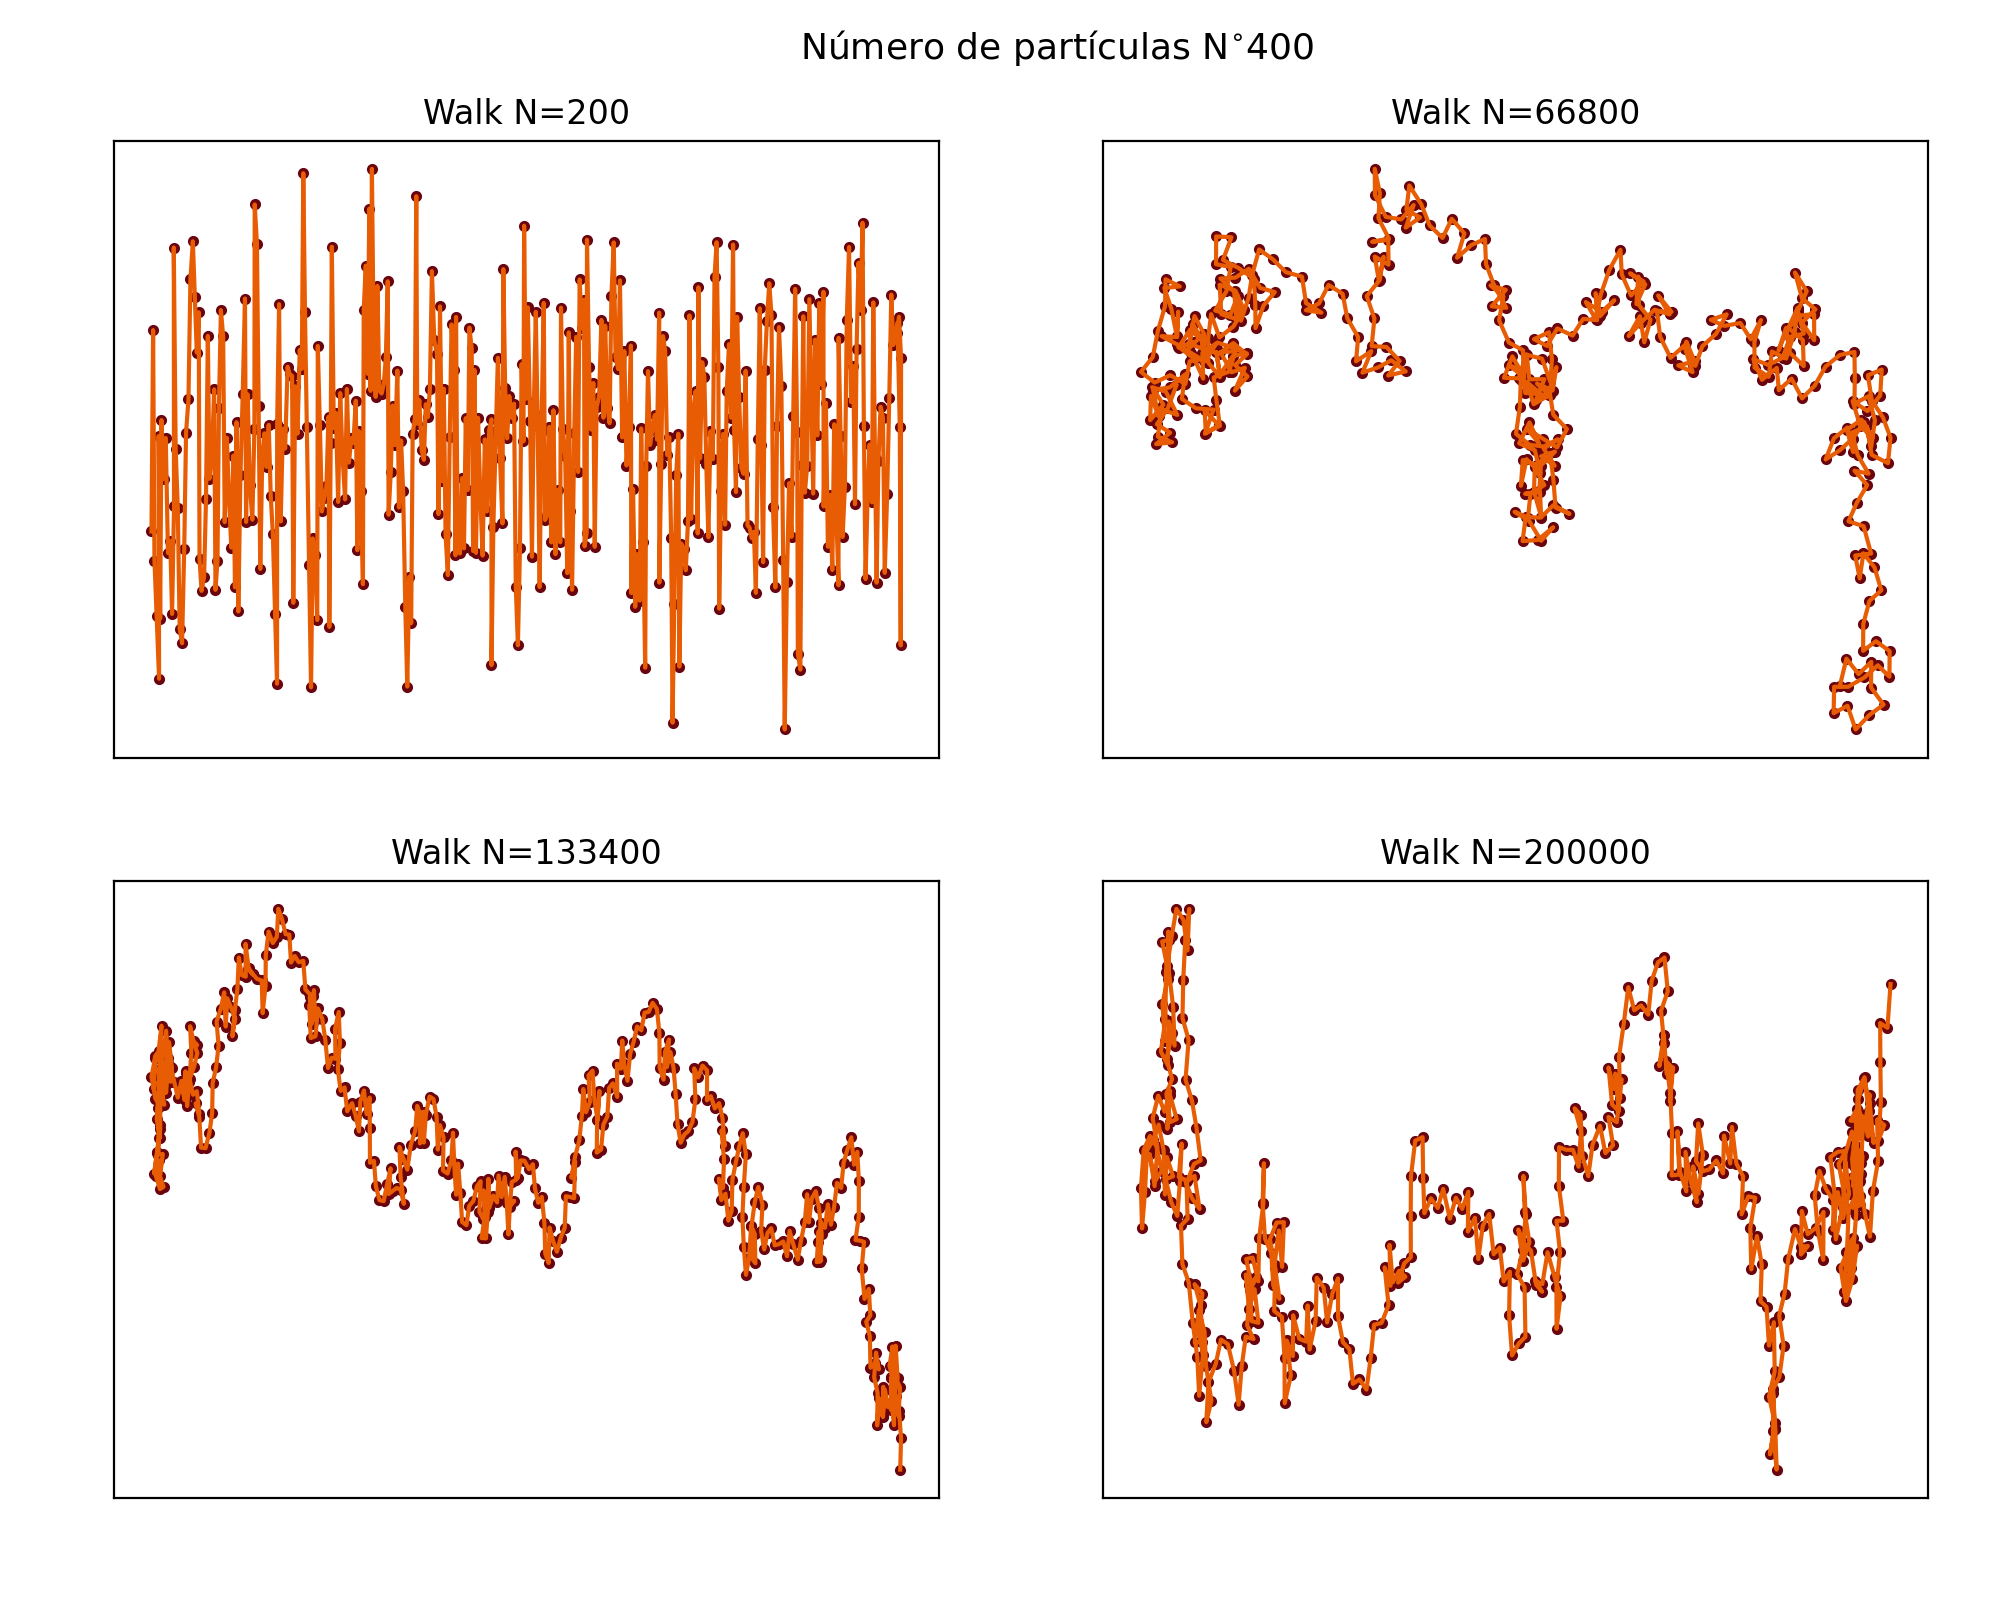 Número de partículas N°400
Walk N=200
Walk N=66800
Walk N=133400
Walk N=200000